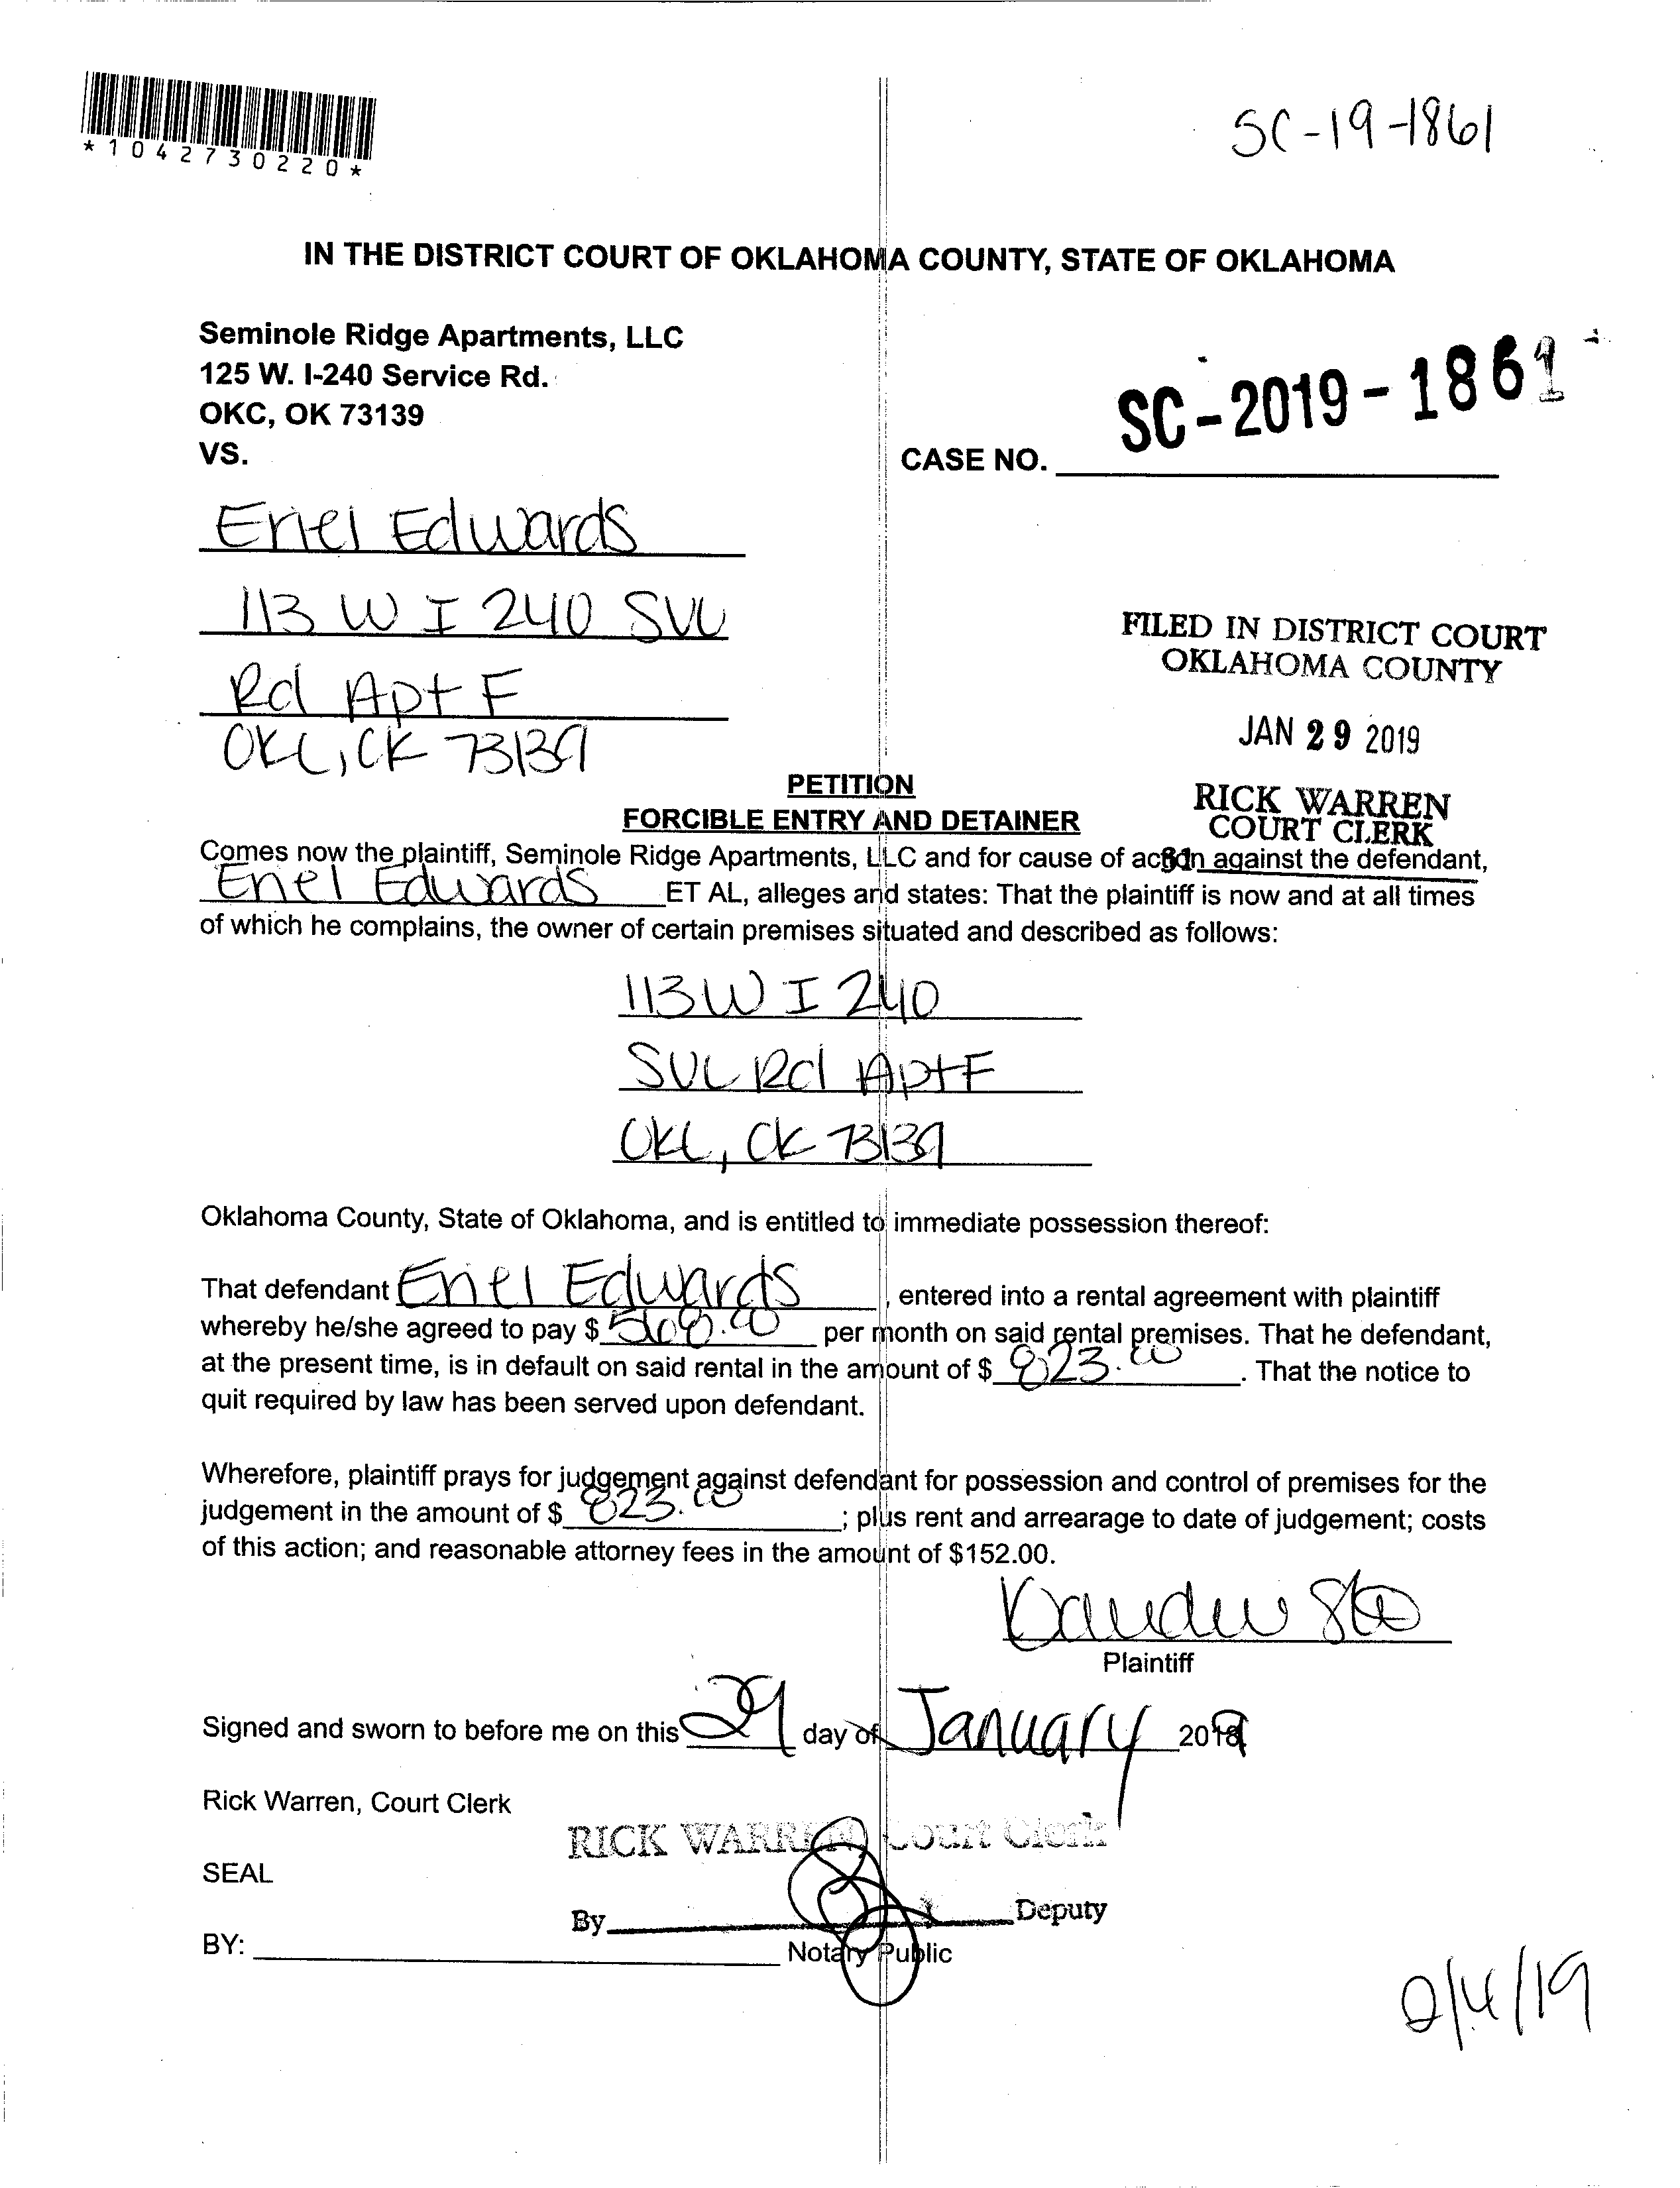 *1042730220*
SC-19-1861
IN THE DISTRICT COURT OF OKLAHOMA COUNTY, STATE OF OKLAHOMA
Seminole Ridge Apartments, LLC
125 W. I-240 Service Rd.
OKC, OK 73139
VS.
CASE NO. SC-2019-1861
Enel Edwards
113 W I 240 SVC
Rd Apt F
OKC, OK 73139
FILED IN DISTRICT COURT
OKLAHOMA COUNTY
JAN 29 2019
RICK WARREN
COURT CLERK
PETITION
FORCIBLE ENTRY AND DETAINER
Comes now the plaintiff, Seminole Ridge Apartments, LLC and for cause of action against the defendant,
Enel Edwards ET AL, alleges and states: That the plaintiff is now and at all times
of which he complains, the owner of certain premises situated and described as follows:
113 W I 240
SVC Rd Apt F
OKC, OK 73139
Oklahoma County, State of Oklahoma, and is entitled to immediate possession thereof:
That defendant Enel Edwards, entered into a rental agreement with plaintiff
whereby he/she agreed to pay $ per month on said rental premises. That he defendant,
at the present time, is in default on said rental in the amount of $ 823.00. That the notice to
quit required by law has been served upon defendant.
Wherefore, plaintiff prays for judgement against defendant for possession and control of premises for the
judgement in the amount of $ 823.00; plus rent and arrearage to date of judgement; costs
of this action; and reasonable attorney fees in the amount of $152.00.
Plaintiff
Signed and sworn to before me on this 29 day of January 2019
Rick Warren, Court Clerk
RICK WARREN Court Clerk
SEAL
By Deputy
BY: Notary Public
2/4/19